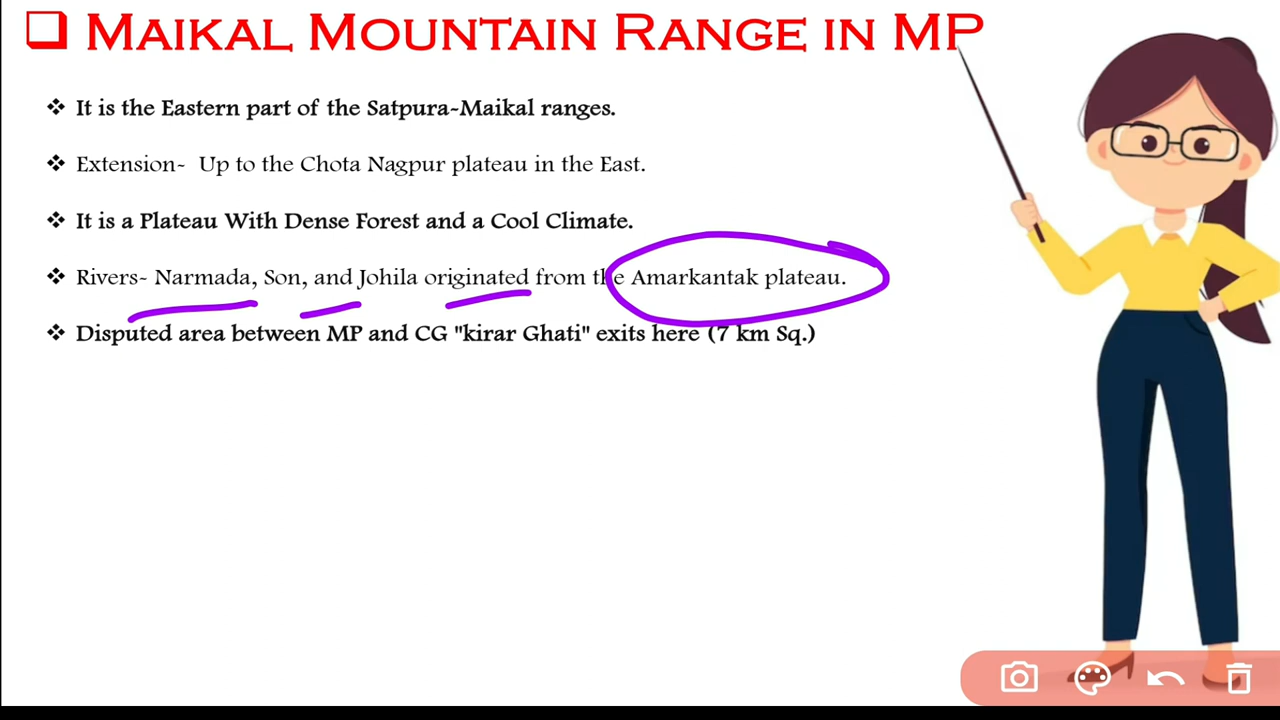 MAIKAL MOUNTAIN RANGE IN MP
It is the Eastern part of the Satpura-Maikal ranges.
Extension- Up to the Chota Nagpur plateau in the East.
It is a Plateau With Dense Forest and a Cool Climate.
Rivers- Narmada, Son, and Johila originated from the Amarkantak plateau.
Disputed area between MP and CG "kirar Ghati" exits here (7 km Sq.)